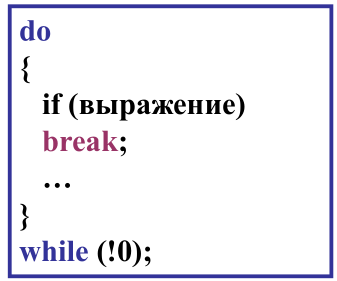 do
{
if (выражение)
break;
…
}
while (!0);